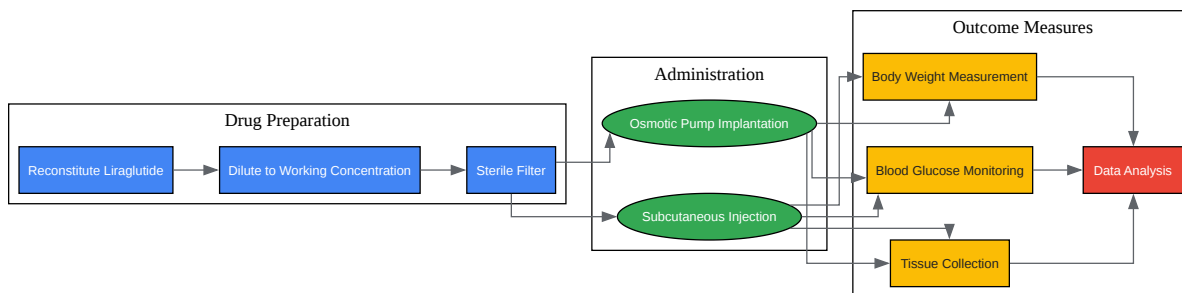 Drug Preparation
Reconstitute Liraglutide
Dilute to Working Concentration
Sterile Filter
Administration
Osmotic Pump Implantation
Subcutaneous Injection
Outcome Measures
Body Weight Measurement
Blood Glucose Monitoring
Tissue Collection
Data Analysis